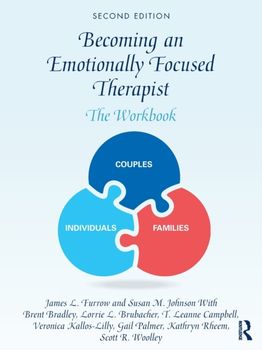 SECOND EDITION
Becoming an
Emotionally Focused
Therapist
The Workbook
COUPLES
INDIVIDUALS
FAMILIES
James L. Furrow and Susan M. Johnson With
Brent Bradley, Lorrie L. Brubacher, T. Leanne Campbell,
Veronica Kallos-Lilly, Gail Palmer, Kathryn Rheem,
Scott R. Woolley
R